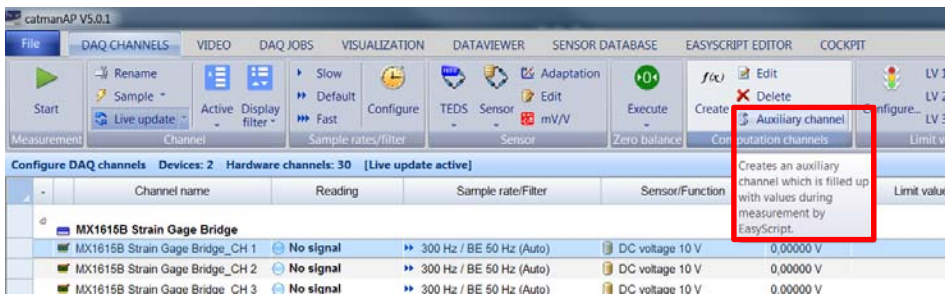 catmanAP V5.0.1
File DAQ CHANNELS VIDEO DAQ JOBS VISUALIZATION DATAVIEWER SENSOR DATABASE EASYSCRIPT EDITOR COCKPIT
Rename Slow Adaptation f(x) Edit LV 1
Sample Default Edit Delete LV 2
Start Live update Active Display filter Fast Configure TEDS Sensor mV/V Execute Create Auxiliary channel Configure... LV 3
Measurement Channel Sample rates/filter Sensor Zero balance Computation channels Limit v
Configure DAQ channels Devices: 2 Hardware channels: 30 [Live update active]
Creates an auxiliary
channel which is filled up
with values during
measurement by
EasyScript.
- Channel name Reading Sample rate/Filter Sensor/Function Limit value
MX1615B Strain Gage Bridge
MX1615B Strain Gage Bridge_CH 1 No signal 300 Hz / BE 50 Hz (Auto) DC voltage 10 V 0,00000 V
MX1615B Strain Gage Bridge_CH 2 No signal 300 Hz / BE 50 Hz (Auto) DC voltage 10 V 0,00000 V
MX1615B Strain Gage Bridge_CH 3 No signal 300 Hz / BE 50 Hz (Auto) DC voltage 10 V 0,00000 V